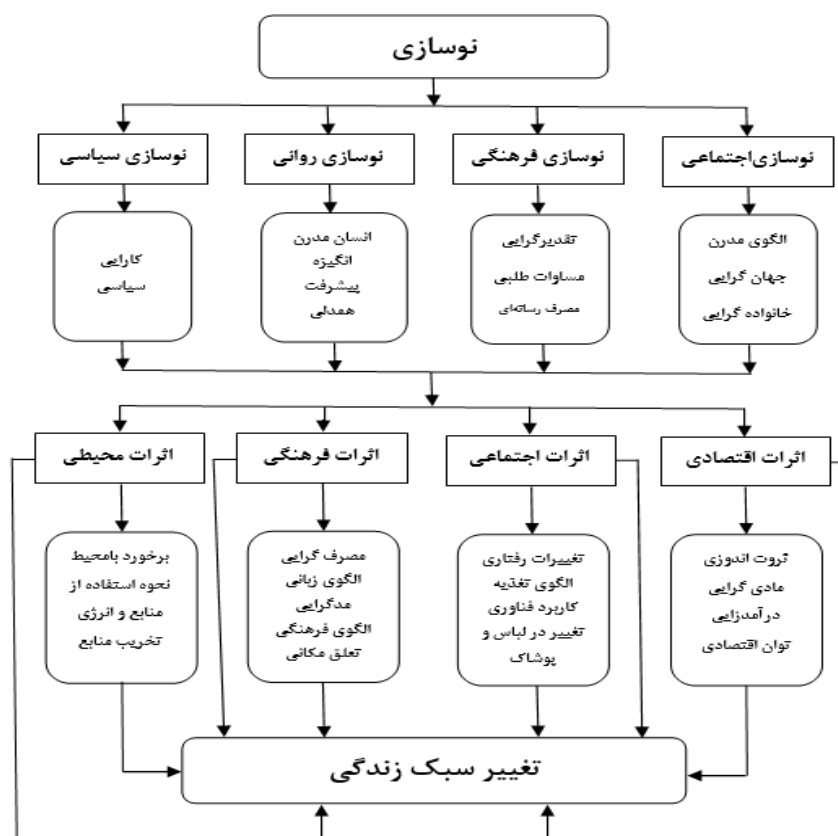 نوسازی
نوسازی اجتماعی
نوسازی فرهنگی
نوسازی روانی
نوسازی سیاسی
الگوی مدرن
جهان گرایی
خانواده گرایی
تقدیرگرایی
مساوات طلبی
مصرف رسانه‌ای
انسان مدرن
انگیزه
پیشرفت
همدلی
کارایی
سیاسی
اثرات اقتصادی
اثرات اجتماعی
اثرات فرهنگی
اثرات محیطی
ثروت اندوزی
مادی گرایی
درآمدزایی
توان اقتصادی
تغییرات رفتاری
الگوی تغذیه
کاربرد فناوری
تغییر در لباس و
پوشاک
مصرف گرایی
الگوی زبانی
مدگرایی
الگوی فرهنگی
تعلق مکانی
برخورد بامحیط
نحوه استفاده از
منابع و انرژی
تخریب منابع
تغییر سبک زندگی